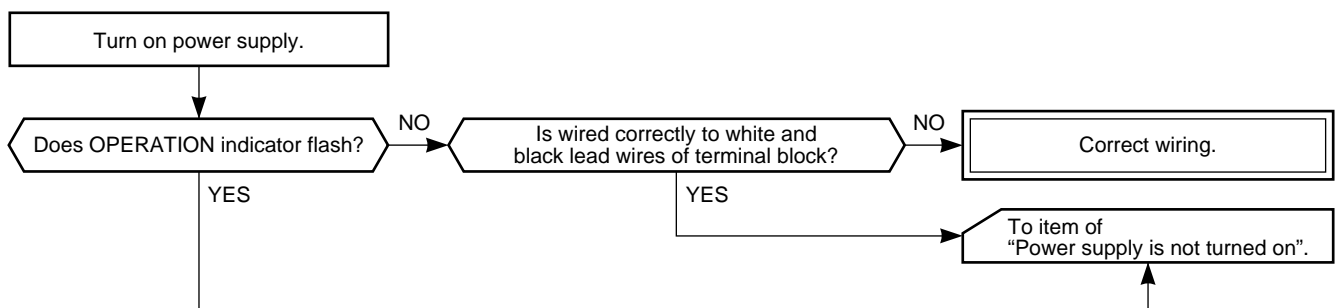 Turn on power supply.
Does OPERATION indicator flash?
NO
Is wired correctly to white and
black lead wires of terminal block?
NO
Correct wiring.
YES
YES
To item of
“Power supply is not turned on”.